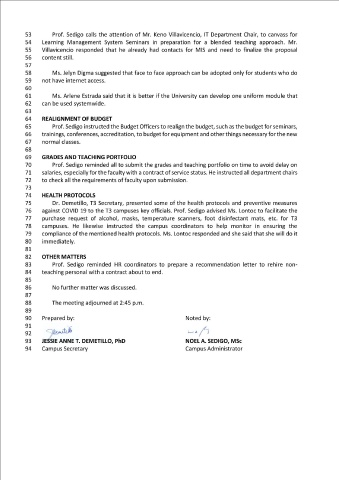 53 Prof. Sedigo calls the attention of Mr. Keno Villavicencio, IT Department Chair, to canvass for
54 Learning Management System Seminars in preparation for a blended teaching approach. Mr.
55 Villavicencio responded that he already had contacts for MIS and need to finalize the proposal
56 content still.
57
58 Ms. Jelyn Digma suggested that face to face approach can be adopted only for students who do
59 not have internet access.
60
61 Ms. Arlene Estrada said that it is better if the University can develop one uniform module that
62 can be used systemwide.
63
64 REALIGNMENT OF BUDGET
65 Prof. Sedigo instructed the Budget Officers to realign the budget, such as the budget for seminars,
66 trainings, conferences, accreditation, to budget for equipment and other things necessary for the new
67 normal classes.
68
69 GRADES AND TEACHING PORTFOLIO
70 Prof. Sedigo reminded all to submit the grades and teaching portfolio on time to avoid delay on
71 salaries, especially for the faculty with a contract of service status. He instructed all department chairs
72 to check all the requirements of faculty upon submission.
73
74 HEALTH PROTOCOLS
75 Dr. Demetillo, T3 Secretary, presented some of the health protocols and preventive measures
76 against COVID 19 to the T3 campuses key officials. Prof. Sedigo advised Ms. Lontoc to facilitate the
77 purchase request of alcohol, masks, temperature scanners, foot disinfectant mats, etc. for T3
78 campuses. He likewise instructed the campus coordinators to help monitor in ensuring the
79 compliance of the mentioned health protocols. Ms. Lontoc responded and she said that she will do it
80 immediately.
81
82 OTHER MATTERS
83 Prof. Sedigo reminded HR coordinators to prepare a recommendation letter to rehire non-
84 teaching personal with a contract about to end.
85
86 No further matter was discussed.
87
88 The meeting adjourned at 2:45 p.m.
89
90 Prepared by: Noted by:
91
92
93 JESSIE ANNE T. DEMETILLO, PhD NOEL A. SEDIGO, MSc
94 Campus Secretary Campus Administrator